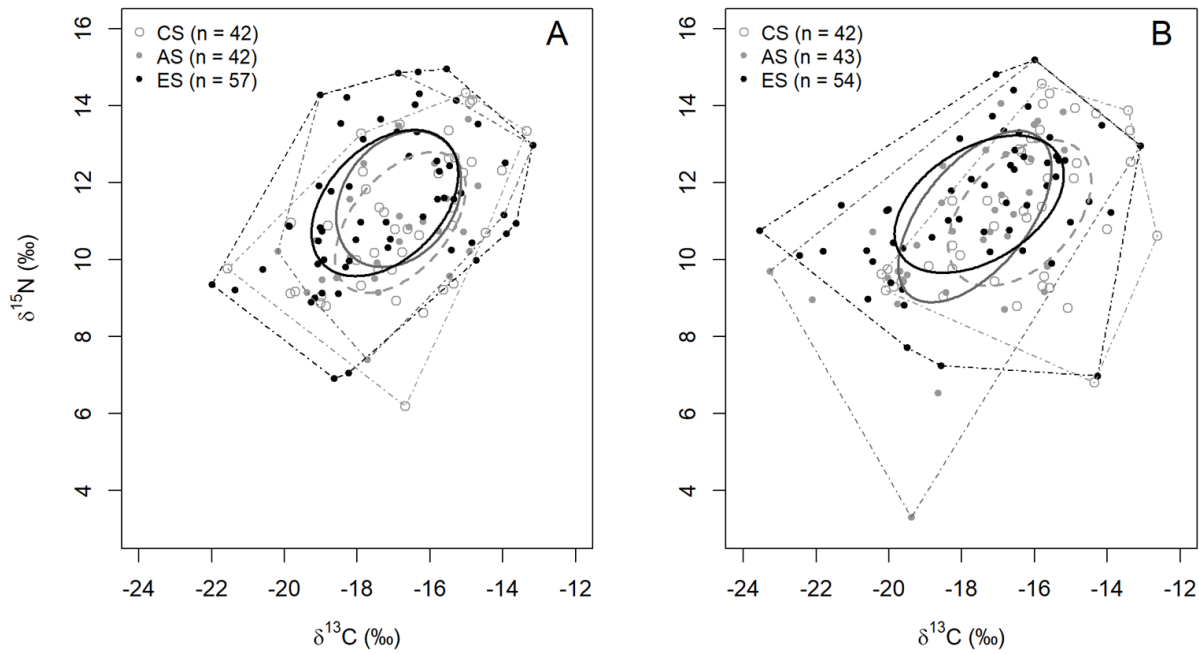 CS (n = 42)
AS (n = 42)
ES (n = 57)
A
16
14
12
10
8
6
4
δ15N (‰)
-22 -20 -18 -16 -14 -12
δ13C (‰)
CS (n = 42)
AS (n = 43)
ES (n = 54)
B
16
14
12
10
8
6
4
-24 -22 -20 -18 -16 -14 -12
δ13C (‰)